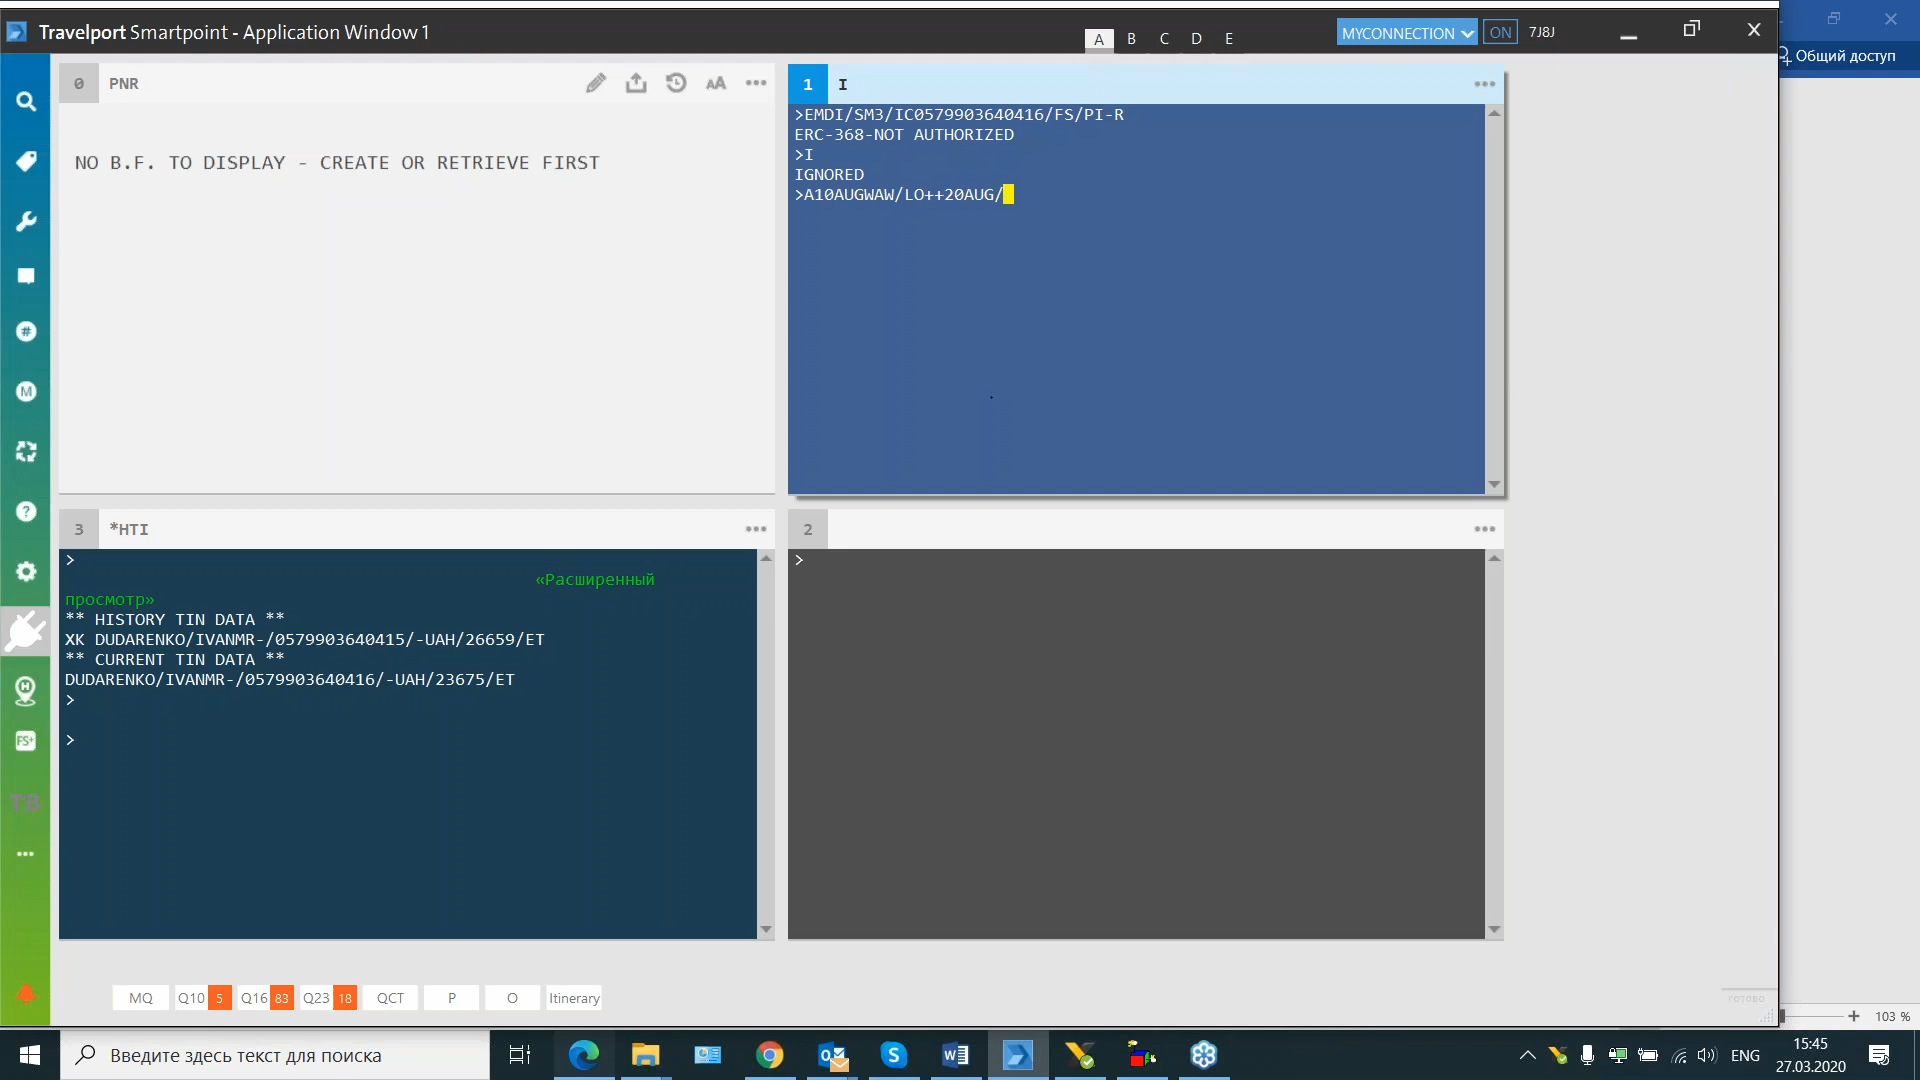 Travelport Smartpoint - Application Window 1
A B C D E
MYCONNECTION ON 7J8J
Общий доступ
0 PNR
AA
NO B.F. TO DISPLAY - CREATE OR RETRIEVE FIRST
1 I
>EMDI/SM3/IC0579903640416/FS/PI-R
ERC-368-NOT AUTHORIZED
>I
IGNORED
>A10AUGWAW/LO++20AUG/
#
M
?
H
FS+
TB
3 *HTI
>
«Расширенный
просмотр»
** HISTORY TIN DATA **
XK DUDARENKO/IVANMR-/0579903640415/-UAH/26659/ET
** CURRENT TIN DATA **
DUDARENKO/IVANMR-/0579903640416/-UAH/23675/ET
>
>
2
>
MQ Q10 5 Q16 83 Q23 18 QCT P O Itinerary
готово
103 %
Введите здесь текст для поиска
ENG
15:45
27.03.2020